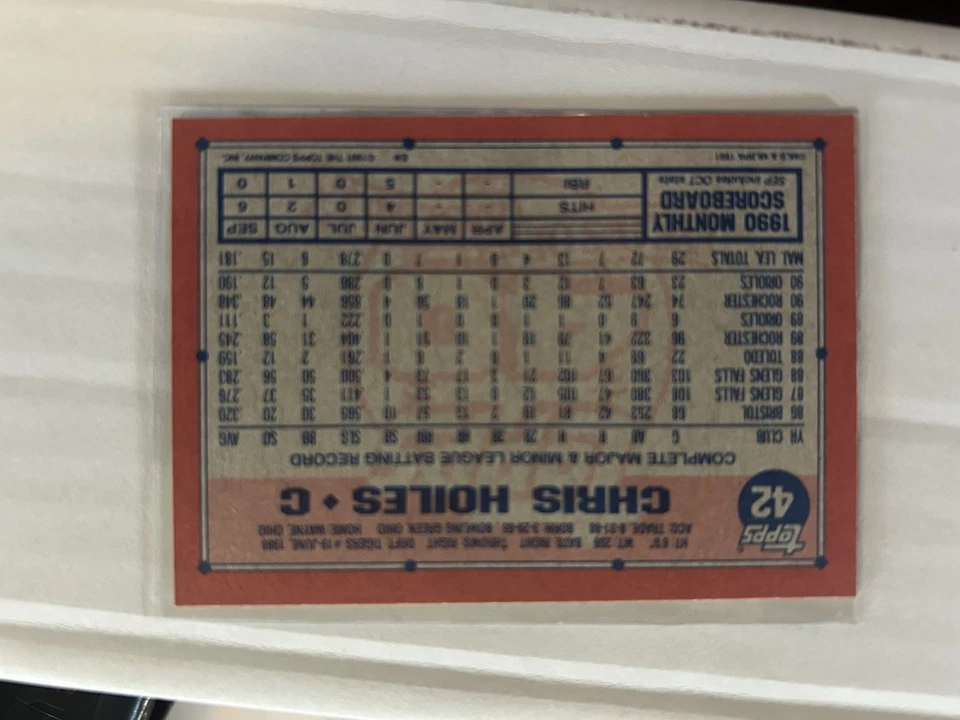 topps
42
HT. 6'0" WT. 208 BATS: RIGHT THROWS: RIGHT DRAFT: TIGERS #19-JUNE, 1986
ACQ: TRADE, BORN: 3-20-65, BOWLING GREEN, OHIO HOME: WAYNE, OHIO
CHRIS HOILES ♦ C
COMPLETE MAJOR & MINOR LEAGUE BATTING RECORD
YR CLUB G AB R H 2B 3B HR RBI SB SLG BB SO AVG
86 BRISTOL 68 253 42 81 19 2 13 57 10 .565 30 20 .320
87 GLENS FALLS 108 380 47 105 12 0 13 53 1 .411 35 37 .276
88 GLENS FALLS 103 360 67 102 21 3 17 73 4 .500 50 56 .283
88 TOLEDO 22 69 4 11 1 0 2 6 1 .261 2 12 .159
89 ROCHESTER 96 322 41 79 19 1 10 51 1 .404 31 58 .245
89 ORIOLES 6 9 0 1 1 0 0 1 0 .222 1 3 .111
90 ROCHESTER 74 247 52 86 20 1 18 56 4 .656 44 48 .348
90 ORIOLES 23 63 7 12 3 0 1 6 0 .286 5 12 .190
MAJ. LEA. TOTALS 29 72 7 13 4 0 1 7 0 .278 6 15 .181
1990 MONTHLY SCOREBOARD
SEP includes OCT stats
APR MAY JUN JUL AUG SEP
HITS - - 4 0 2 6
RBI - - 5 0 1 0
©MLB & MLBPA 1991 ©1991 THE TOPPS COMPANY, INC.